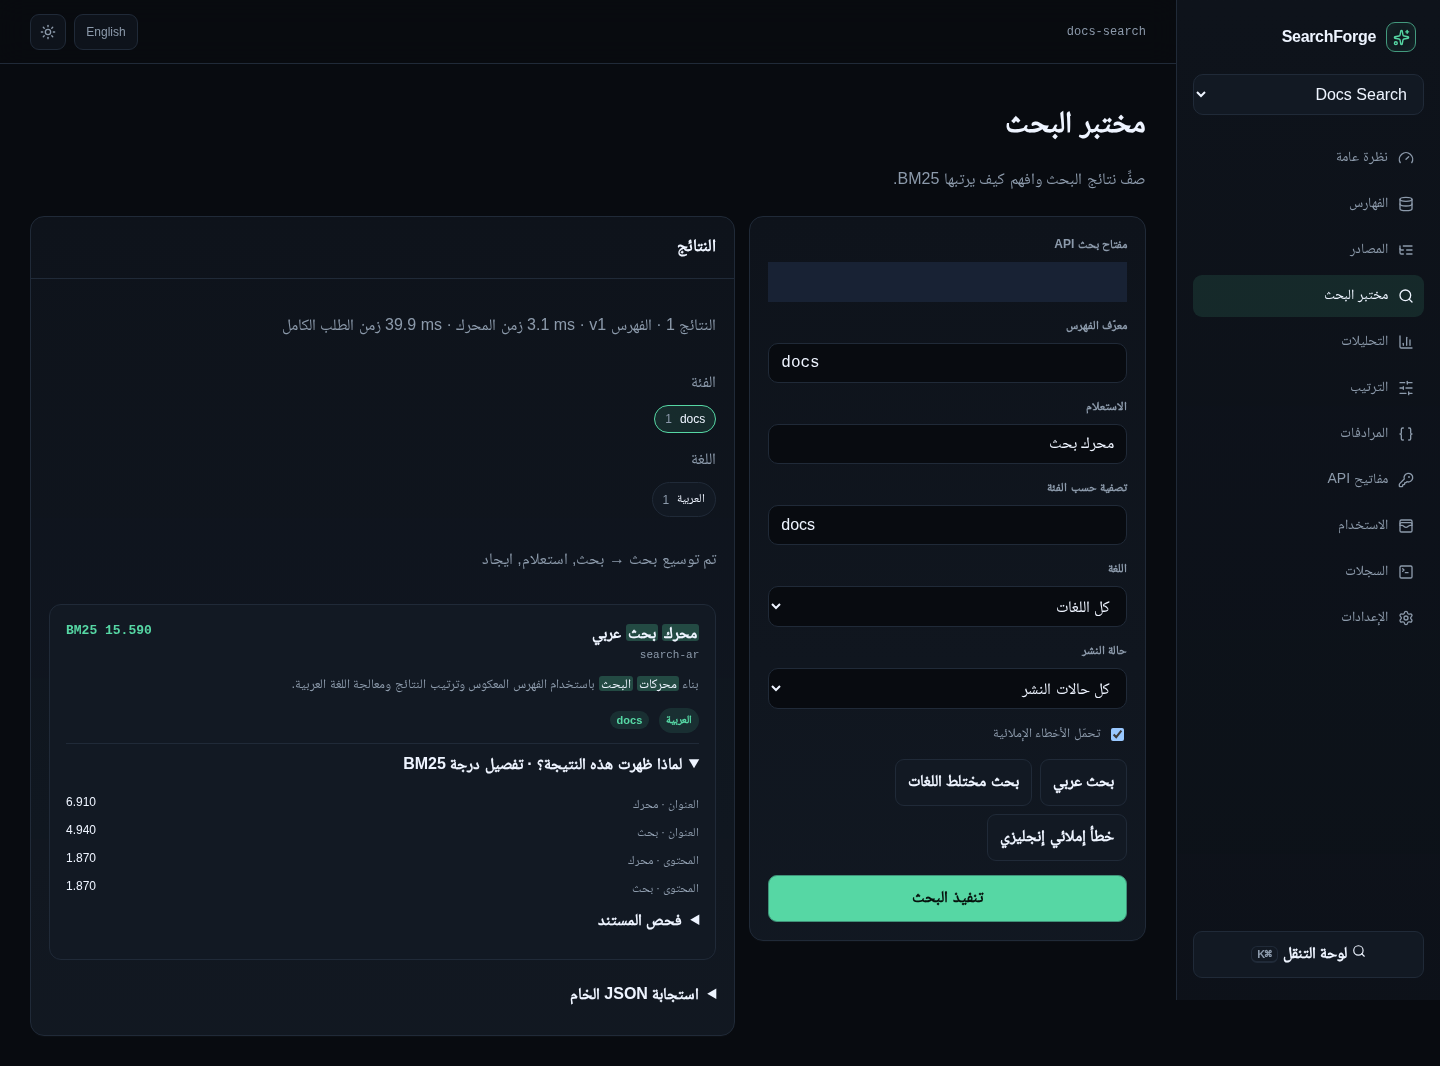 SearchForge
Docs Search
نظرة عامة
الفهارس
المصادر
مختبر البحث
التحليلات
الترتيب
المرادفات
مفاتيح API
الاستخدام
السجلات
الإعدادات
لوحة التنقل ⌘K
docs-search
English
مختبر البحث
صفِّ نتائج البحث وافهم كيف يرتبها BM25.
مفتاح بحث API
معرّف الفهرس
docs
الاستعلام
محرك بحث
تصفية حسب الفئة
docs
اللغة
كل اللغات
حالة النشر
كل حالات النشر
تحمّل الأخطاء الإملائية
بحث عربي
بحث مختلط اللغات
خطأ إملائي إنجليزي
تنفيذ البحث
النتائج
النتائج 1 · الفهرس v1 · 3.1 ms زمن المحرك · 39.9 ms زمن الطلب الكامل
الفئة
docs 1
اللغة
العربية 1
تم توسيع بحث → بحث, استعلام, ايجاد
محرك بحث عربي
BM25 15.590
search-ar
بناء محركات البحث باستخدام الفهرس المعكوس وترتيب النتائج ومعالجة اللغة العربية.
العربية docs
لماذا ظهرت هذه النتيجة؟ · تفصيل درجة BM25
العنوان · محرك 6.910
العنوان · بحث 4.940
المحتوى · محرك 1.870
المحتوى · بحث 1.870
فحص المستند
استجابة JSON الخام